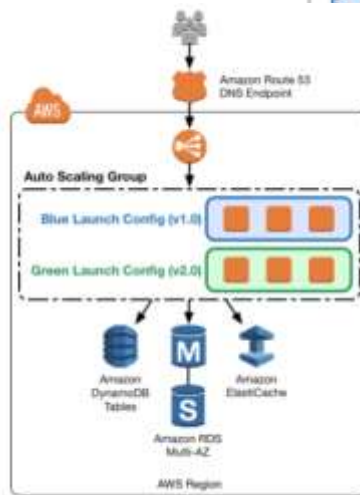 Amazon Route 53
DNS Endpoint
AWS
Auto Scaling Group
Blue Launch Config (v1.0)
Green Launch Config (v2.0)
M
Amazon
DynamoDB
Tables
S
Amazon
ElastiCache
Amazon RDS
Multi-AZ
AWS Region